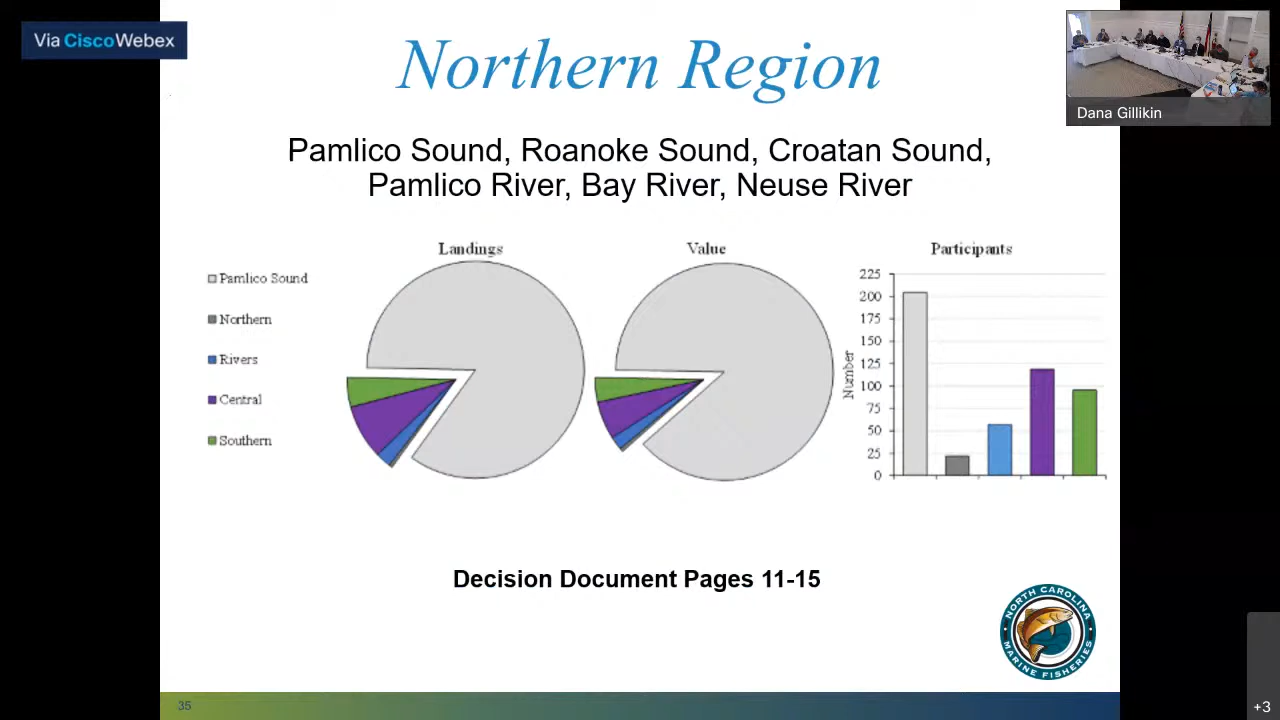 Via CiscoWebex
Northern Region
Dana Gillikin
Pamlico Sound, Roanoke Sound, Croatan Sound,
Pamlico River, Bay River, Neuse River
Landings
Value
Participants
Pamlico Sound
Northern
Rivers
Central
Southern
Number
225
200
175
150
125
100
75
50
25
0
Decision Document Pages 11-15
NORTH CAROLINA
MARINE FISHERIES
35
+3